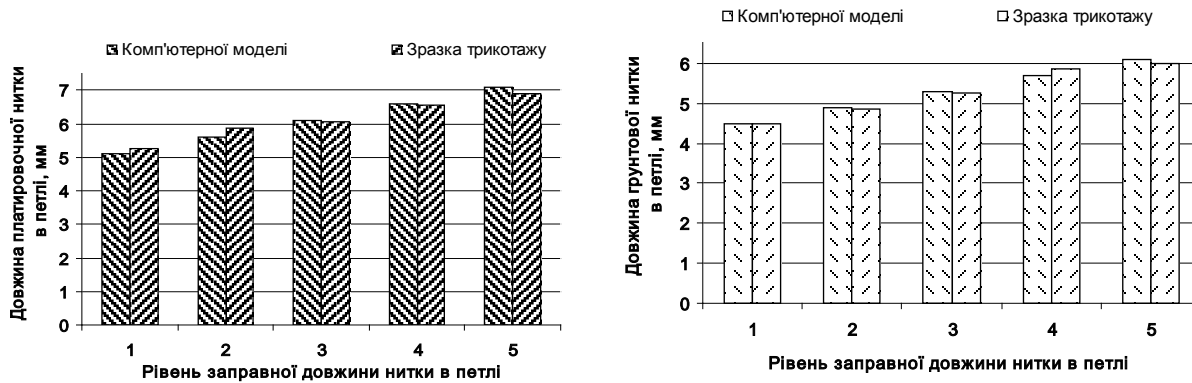 Комп'ютерної моделі
Зразка трикотажу
Довжина платировочної нитки
в петлі, мм
7
6
5
4
3
2
1
0
1 2 3 4 5
Рівень заправної довжини нитки в петлі
Комп'ютерної моделі
Зразка трикотажу
Довжина грунтової нитки
в петлі, мм
6
5
4
3
2
1
0
1 2 3 4 5
Рівень заправної довжини нитки в петлі